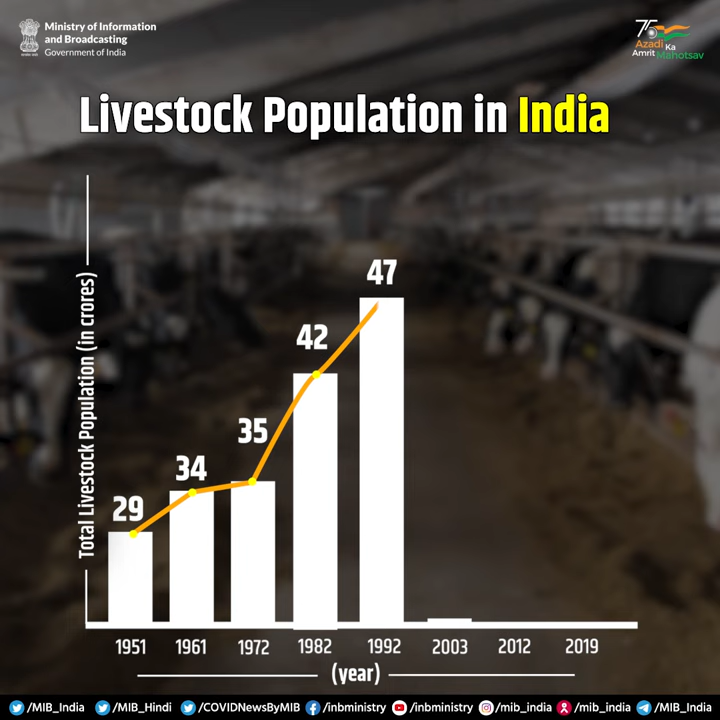 Ministry of Information
and Broadcasting
Government of India
75
Azadi Ka
Amrit Mahotsav
Livestock Population in India
Total Livestock Population (in crores)
47
42
35
34
29
1951 1961 1972 1982 1992 2003 2012 2019
(year)
/MIB_India /MIB_Hindi /COVIDNewsByMIB /inbministry /inbministry /mib_india /mib_india /MIB_India